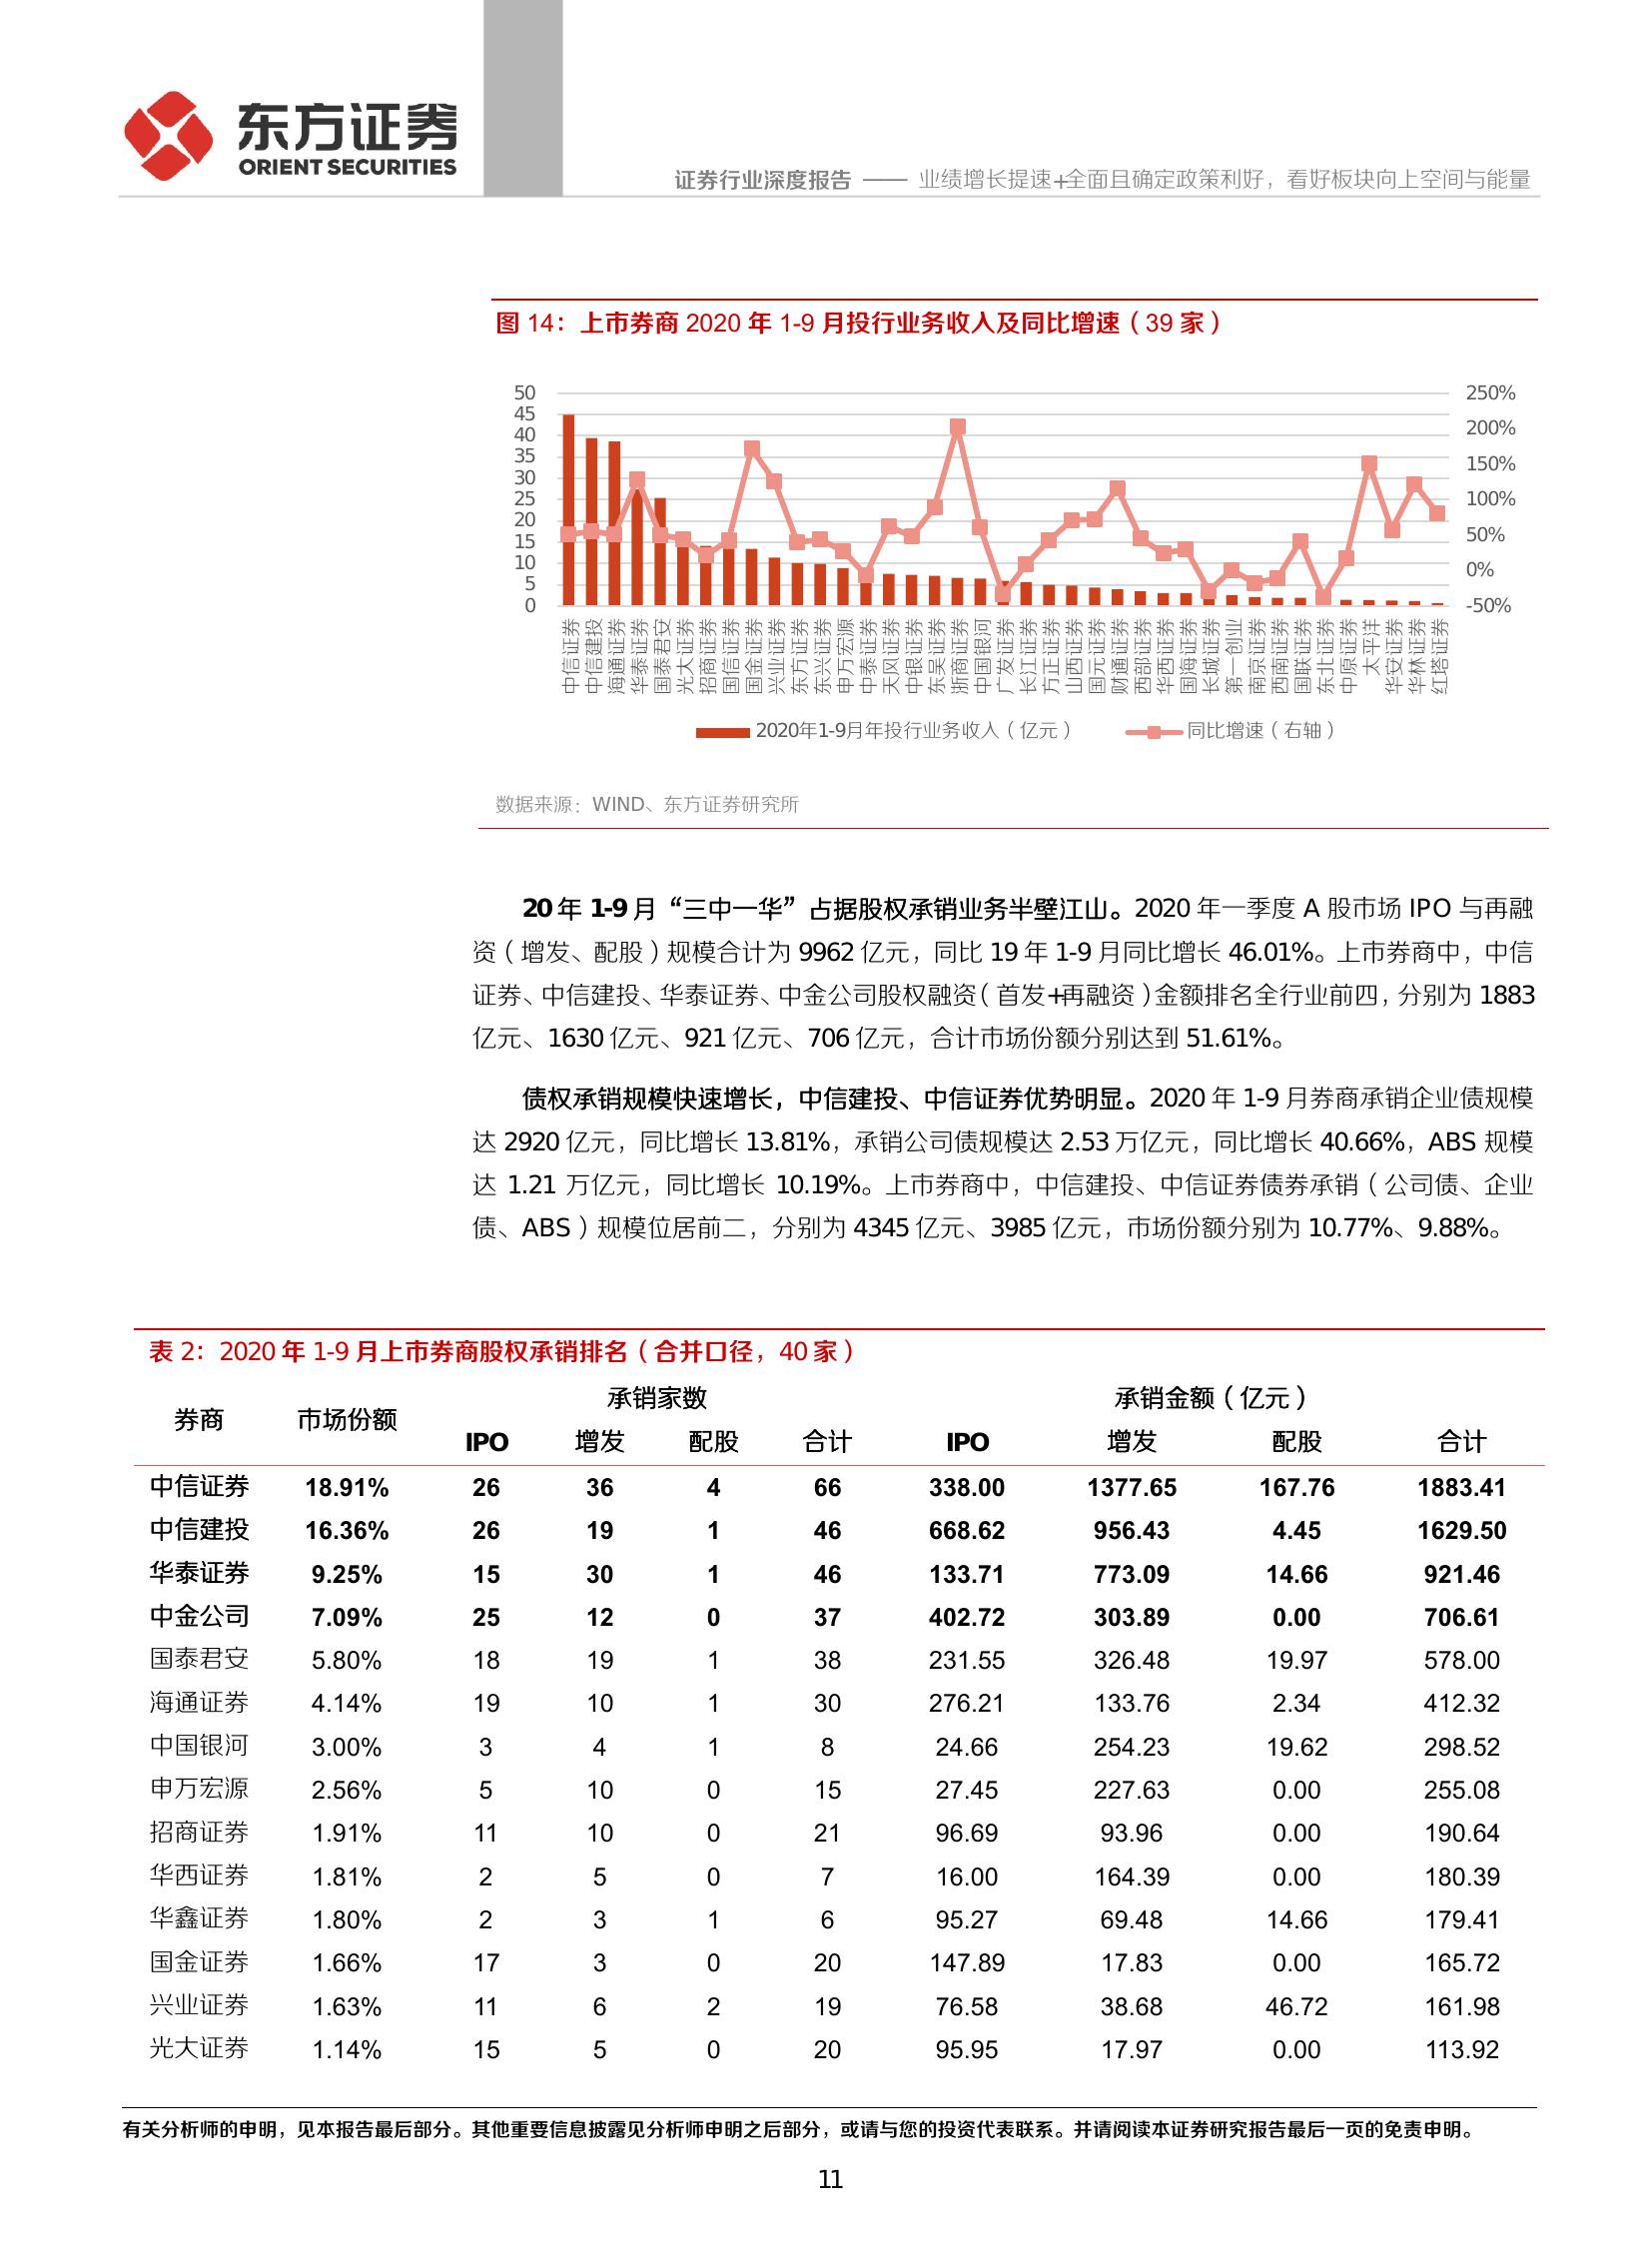 东方证券
ORIENT SECURITIES
证券行业深度报告 —— 业绩增长提速+全面且确定政策利好，看好板块向上空间与能量
图 14：上市券商 2020 年 1-9 月投行业务收入及同比增速（39 家）
50 250%
45
40 200%
35
30 150%
25 100%
20
15 50%
10 0%
5
0 -50%
中信证券 中信建投 海通证券 华泰证券 国泰君安 光大证券 招商证券 国信证券 国金证券 兴业证券 东方证券 东兴证券 申万宏源 中泰证券 天风证券 中银证券 东吴证券 浙商证券 中国银河 广发证券 长江证券 方正证券 山西证券 国元证券 财通证券 西部证券 华西证券 国海证券 长城证券 第一创业 南京证券 西南证券 国联证券 东北证券 中原证券 太平洋 华安证券 华林证券 红塔证券
2020年1-9月年投行业务收入（亿元） 同比增速（右轴）
数据来源：WIND、东方证券研究所
20 年 1-9 月“三中一华”占据股权承销业务半壁江山。2020 年一季度 A 股市场 IPO 与再融
资（增发、配股）规模合计为 9962 亿元，同比 19 年 1-9 月同比增长 46.01%。上市券商中，中信
证券、中信建投、华泰证券、中金公司股权融资（首发+再融资）金额排名全行业前四，分别为 1883
亿元、1630 亿元、921 亿元、706 亿元，合计市场份额分别达到 51.61%。
债权承销规模快速增长，中信建投、中信证券优势明显。2020 年 1-9 月券商承销企业债规模
达 2920 亿元，同比增长 13.81%，承销公司债规模达 2.53 万亿元，同比增长 40.66%，ABS 规模
达 1.21 万亿元，同比增长 10.19%。上市券商中，中信建投、中信证券债券承销（公司债、企业
债、ABS）规模位居前二，分别为 4345 亿元、3985 亿元，市场份额分别为 10.77%、9.88%。
表 2：2020 年 1-9 月上市券商股权承销排名（合并口径，40 家）
券商 市场份额 承销家数 承销金额（亿元）
IPO 增发 配股 合计 IPO 增发 配股 合计
中信证券 18.91% 26 36 4 66 338.00 1377.65 167.76 1883.41
中信建投 16.36% 26 19 1 46 668.62 956.43 4.45 1629.50
华泰证券 9.25% 15 30 1 46 133.71 773.09 14.66 921.46
中金公司 7.09% 25 12 0 37 402.72 303.89 0.00 706.61
国泰君安 5.80% 18 19 1 38 231.55 326.48 19.97 578.00
海通证券 4.14% 19 10 1 30 276.21 133.76 2.34 412.32
中国银河 3.00% 3 4 1 8 24.66 254.23 19.62 298.52
申万宏源 2.56% 5 10 0 15 27.45 227.63 0.00 255.08
招商证券 1.91% 11 10 0 21 96.69 93.96 0.00 190.64
华西证券 1.81% 2 5 0 7 16.00 164.39 0.00 180.39
华鑫证券 1.80% 2 3 1 6 95.27 69.48 14.66 179.41
国金证券 1.66% 17 3 0 20 147.89 17.83 0.00 165.72
兴业证券 1.63% 11 6 2 19 76.58 38.68 46.72 161.98
光大证券 1.14% 15 5 0 20 95.95 17.97 0.00 113.92
有关分析师的申明，见本报告最后部分。其他重要信息披露见分析师申明之后部分，或请与您的投资代表联系。并请阅读本证券研究报告最后一页的免责申明。
11